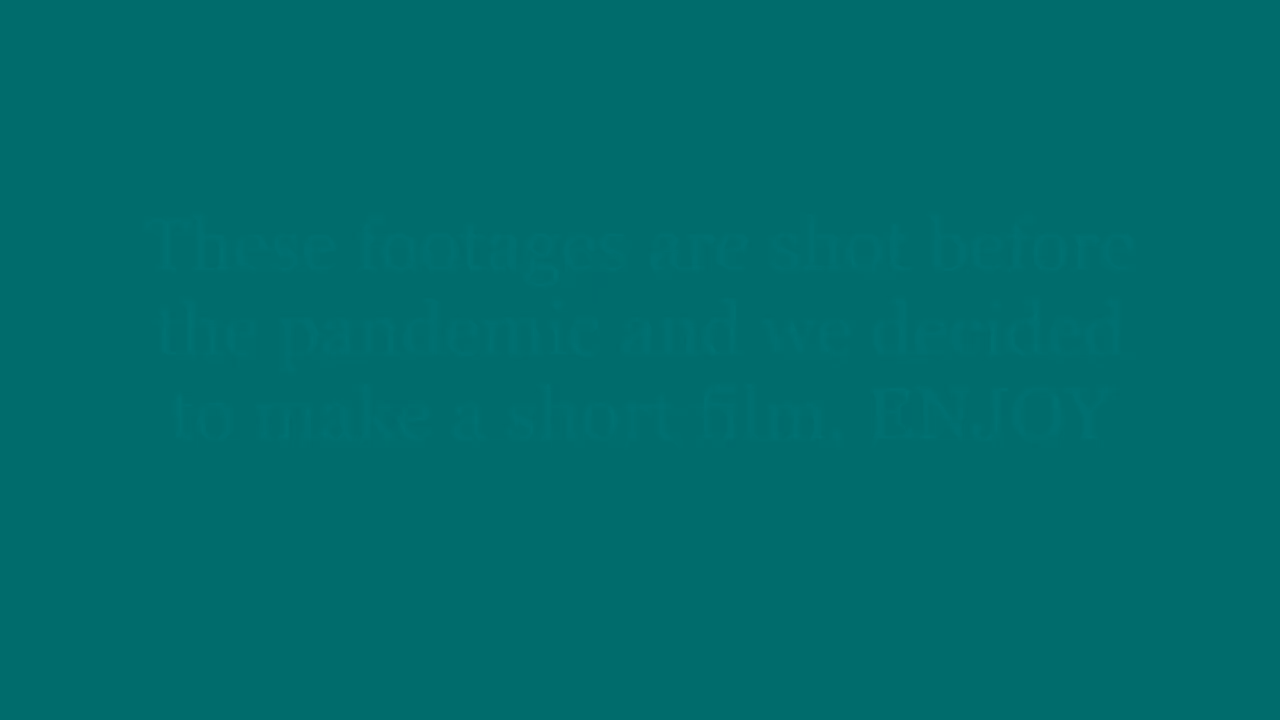 These footages are shot before
the pandemic and we decided
to make a short film. ENJOY